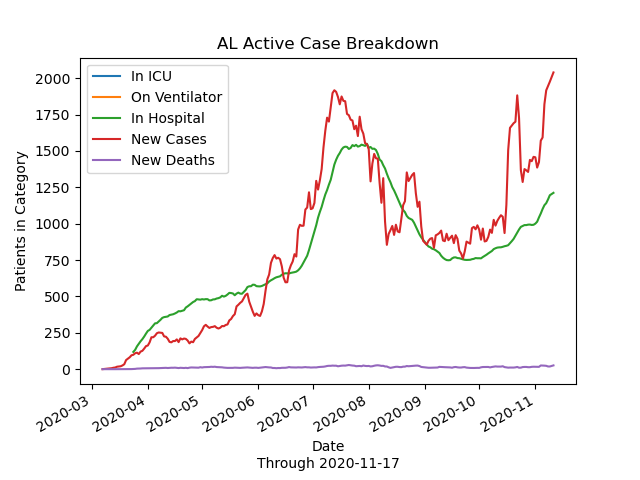 AL Active Case Breakdown
In ICU
On Ventilator
In Hospital
New Cases
New Deaths
Patients in Category
2000
1750
1500
1250
1000
750
500
250
0
2020-03
2020-04
2020-05
2020-06
2020-07
2020-08
2020-09
2020-10
2020-11
Date
Through 2020-11-17